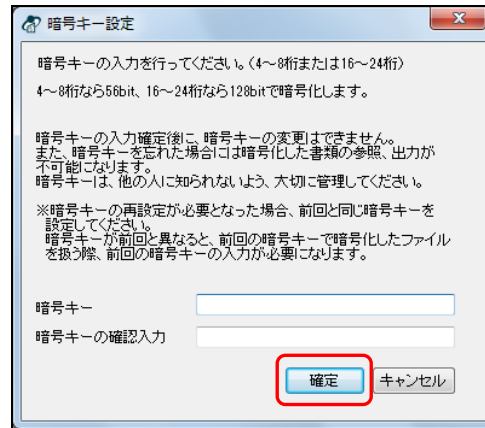 暗号キー設定
暗号キーの入力を行ってください。(4～8桁または16～24桁)
4～8桁なら56bit、16～24桁なら128bitで暗号化します。
暗号キーの入力確定後に、暗号キーの変更はできません。
また、暗号キーを忘れた場合には暗号化した書類の参照、出力が
不可能になります。
暗号キーは、他の人に知られないよう、大切に管理してください。
※暗号キーの再設定が必要となった場合、前回と同じ暗号キーを
設定してください。
暗号キーが前回と異なると、前回の暗号キーで暗号化したファイル
を扱う際、前回の暗号キーの入力が必要になります。
暗号キー
暗号キーの確認入力
確定
キャンセル